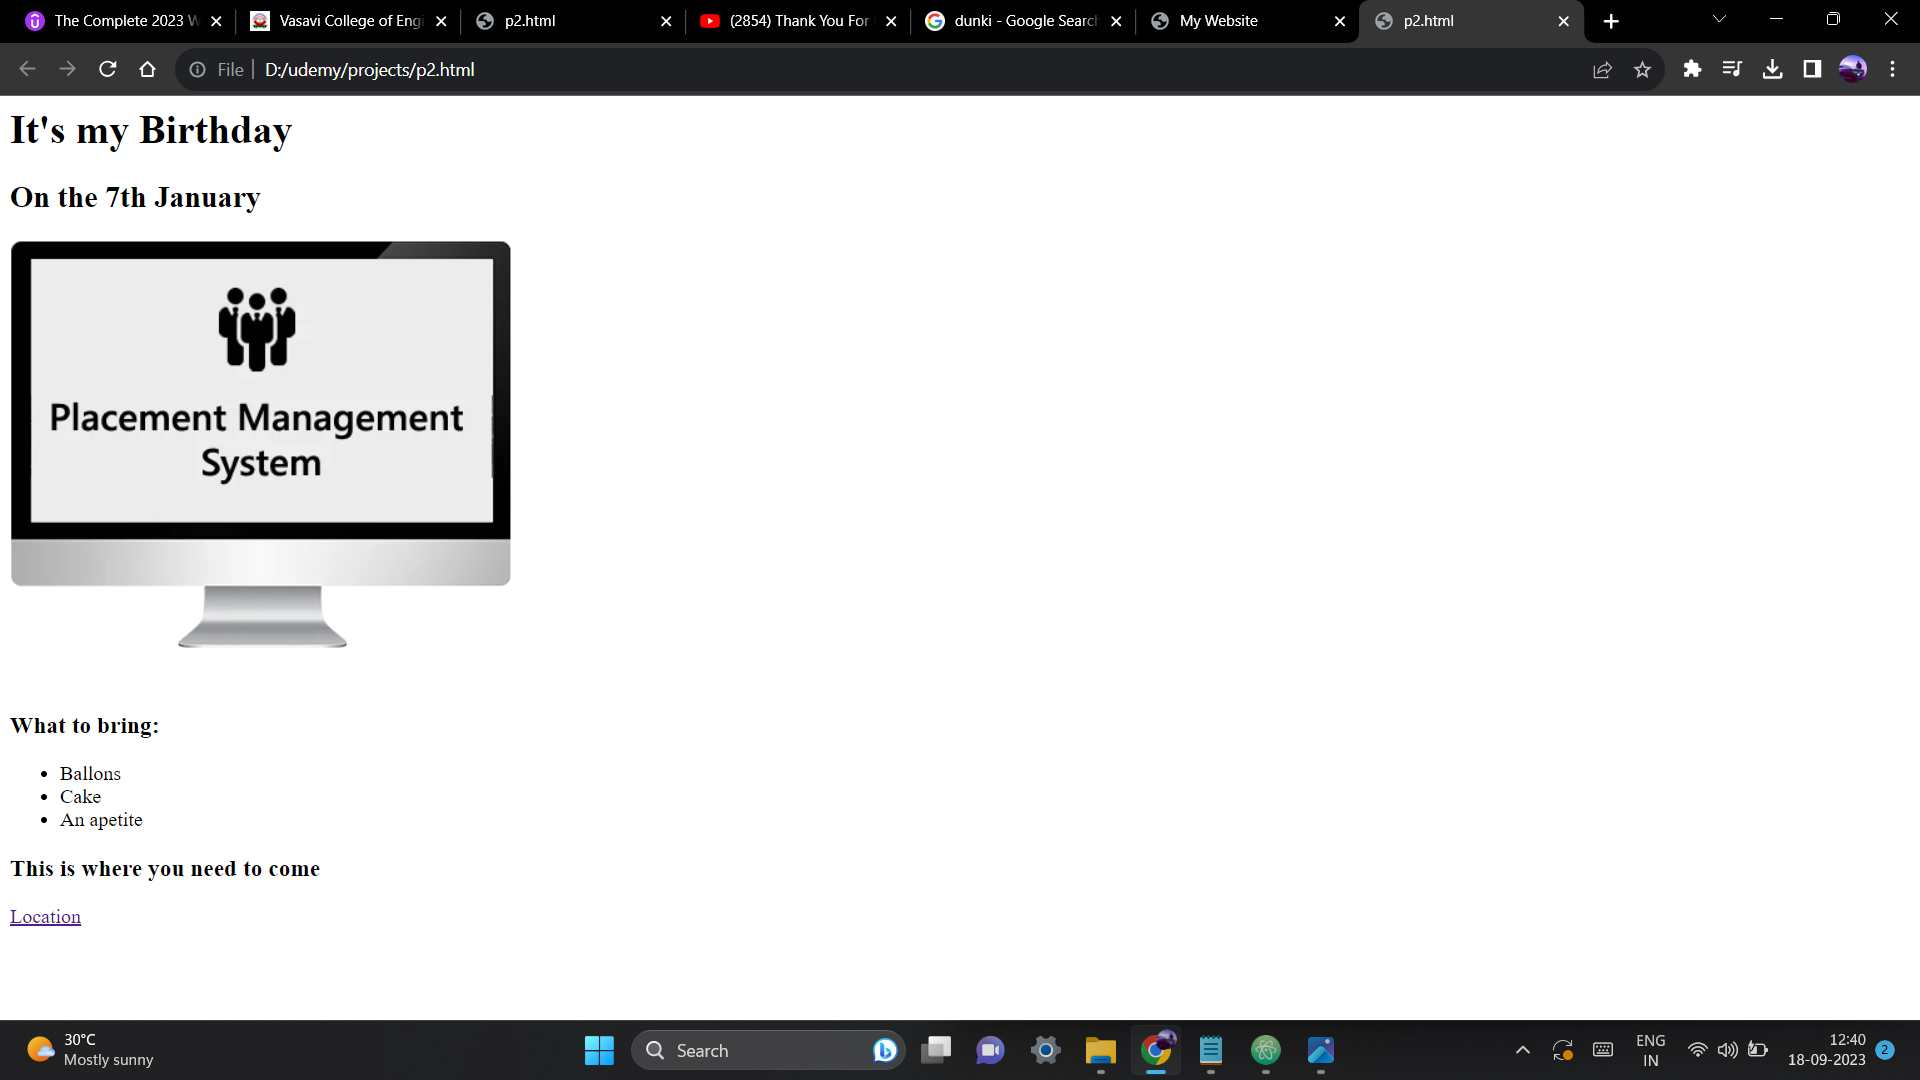 The Complete 2023 W
Vasavi College of Engi
p2.html
(2854) Thank You For
dunki - Google Search
My Website
p2.html
File
D:/udemy/projects/p2.html
It's my Birthday
On the 7th January
Placement Management
System
What to bring:
Ballons
Cake
An apetite
This is where you need to come
Location
30°C
Mostly sunny
Search
ENG
IN
12:40
18-09-2023
2